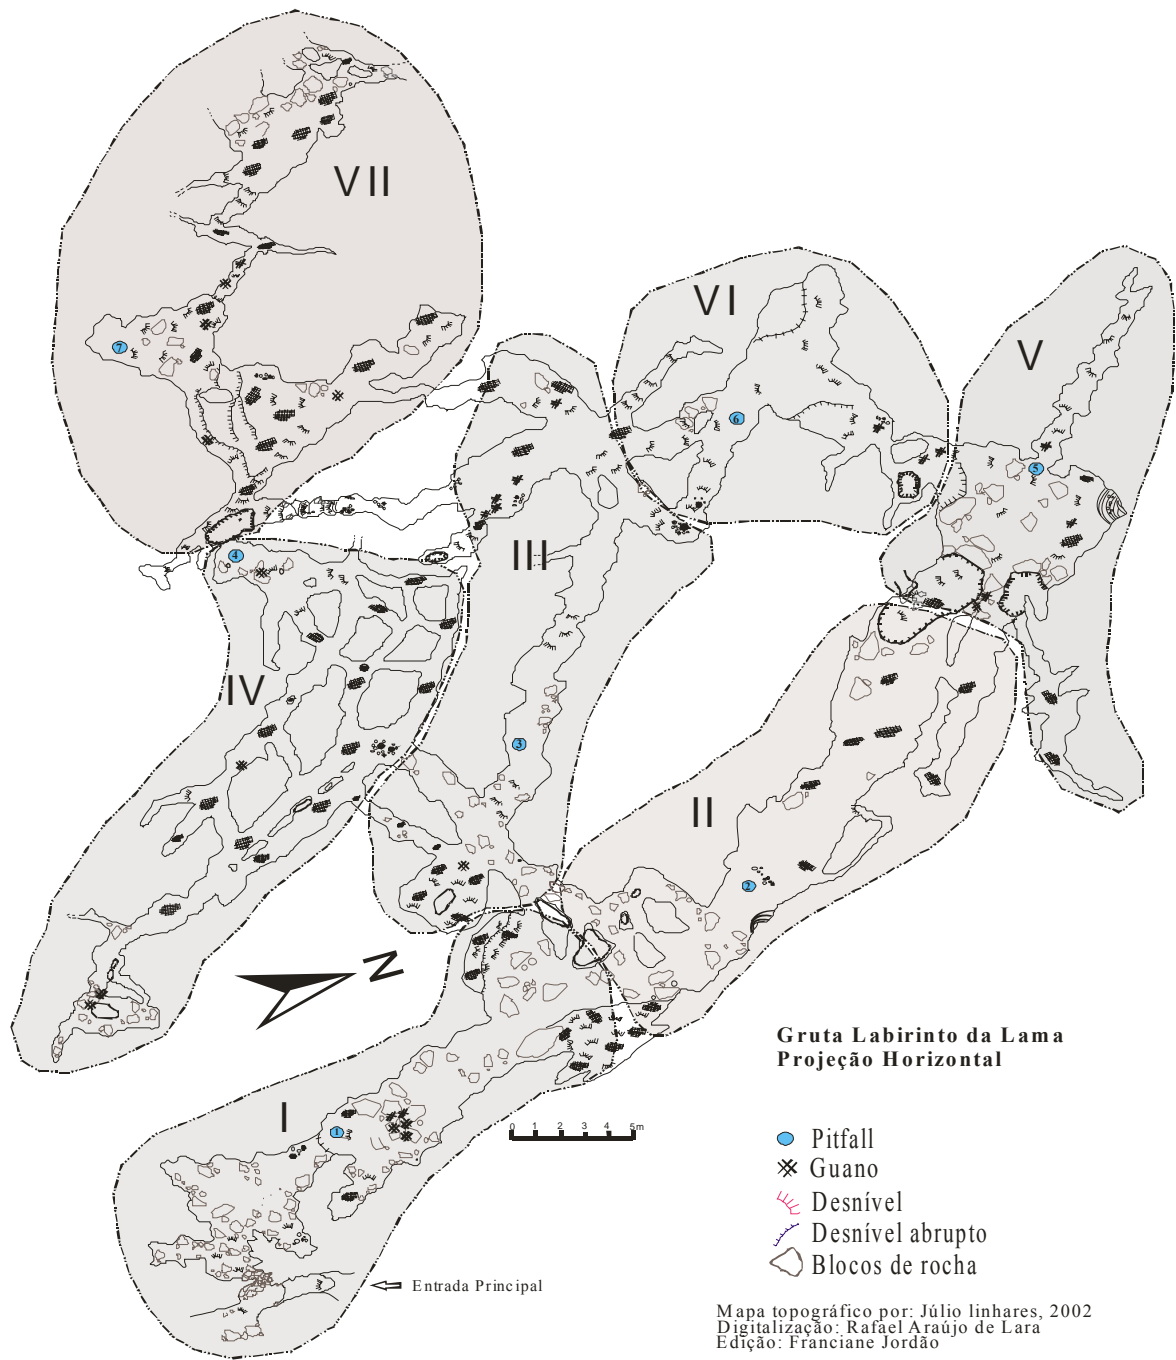 VII
VI
V
7
6
5
4
III
IV
3
II
2
N
Gruta Labirinto da Lama
Projeção Horizontal
I
1
0 1 2 3 4 5m
Pitfall
Guano
Desnível
Desnível abrupto
Blocos de rocha
Entrada Principal
Mapa topográfico por: Júlio linhares, 2002
Digitalização: Rafael Araújo de Lara
Edição: Franciane Jordão